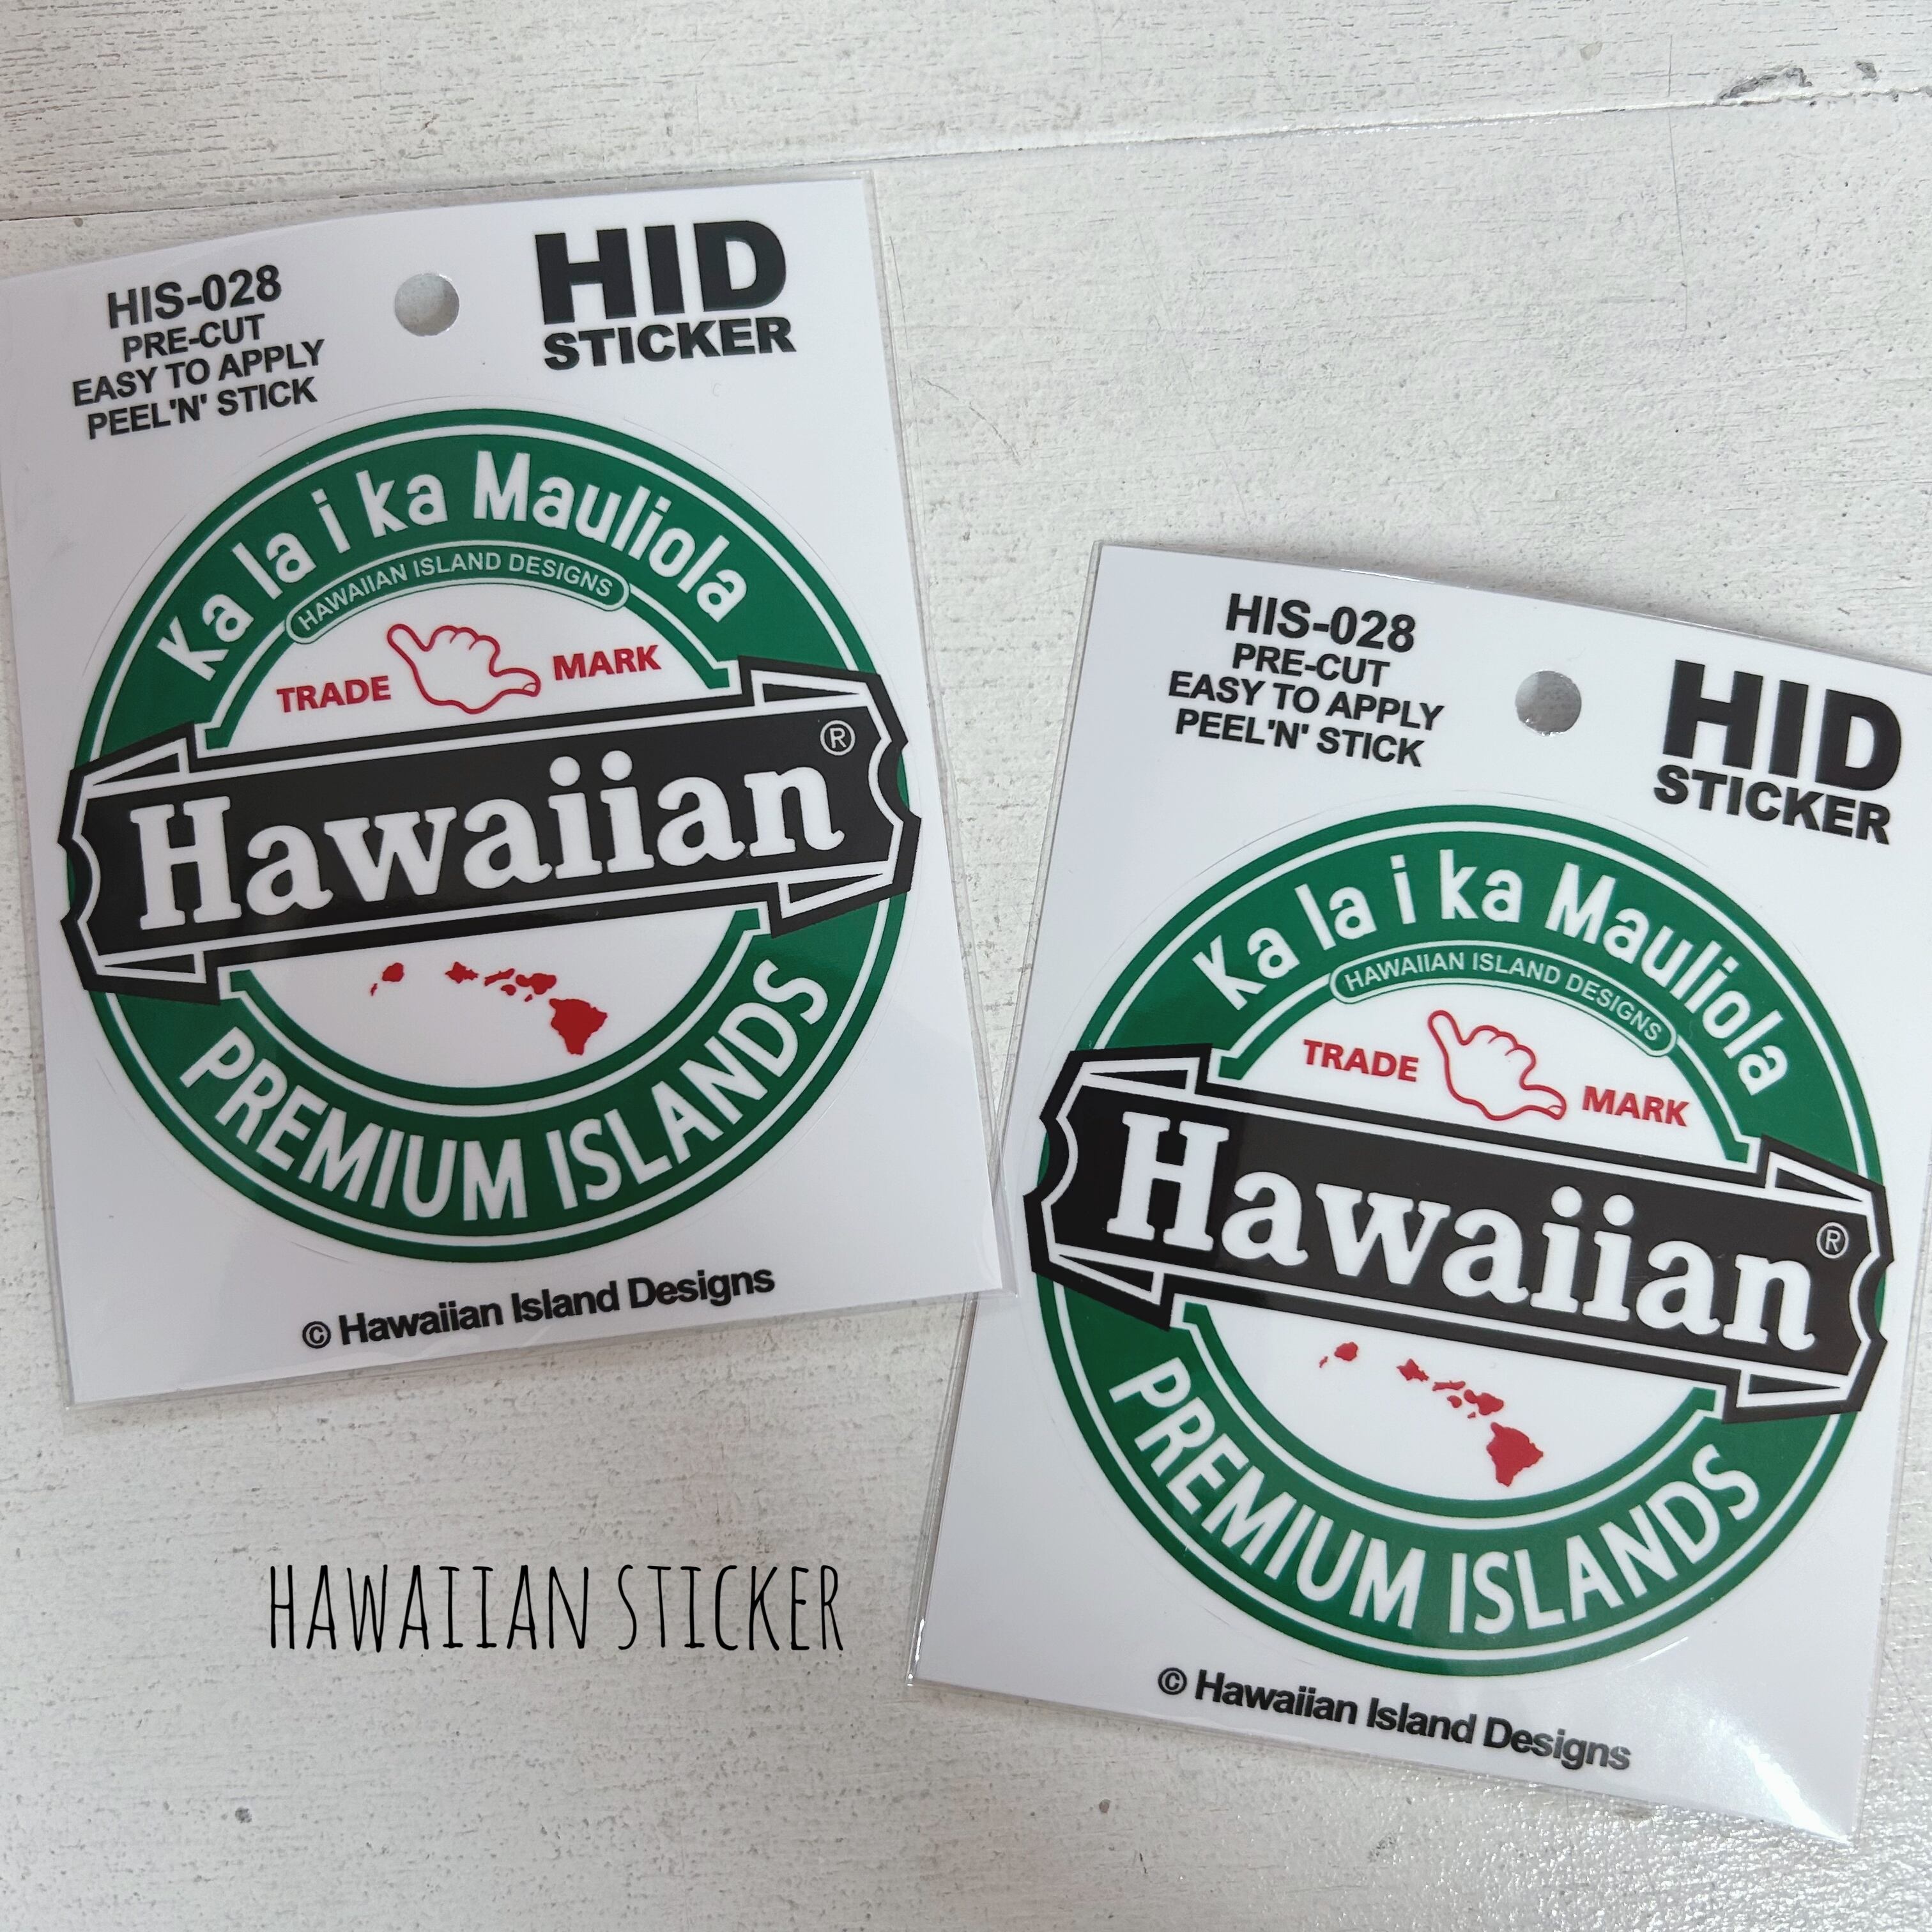 HIS-028
PRE-CUT
EASY TO APPLY
PEEL'N' STICK
HID
STICKER
Ka la i ka Mauliola
HAWAIIAN ISLAND DESIGNS
TRADE MARK
Hawaiian®
PREMIUM ISLANDS
© Hawaiian Island Designs
HIS-028
PRE-CUT
EASY TO APPLY
PEEL'N' STICK
HID
STICKER
Ka la i ka Mauliola
HAWAIIAN ISLAND DESIGNS
TRADE MARK
Hawaiian®
PREMIUM ISLANDS
© Hawaiian Island Designs
HAWAIIAN STICKER